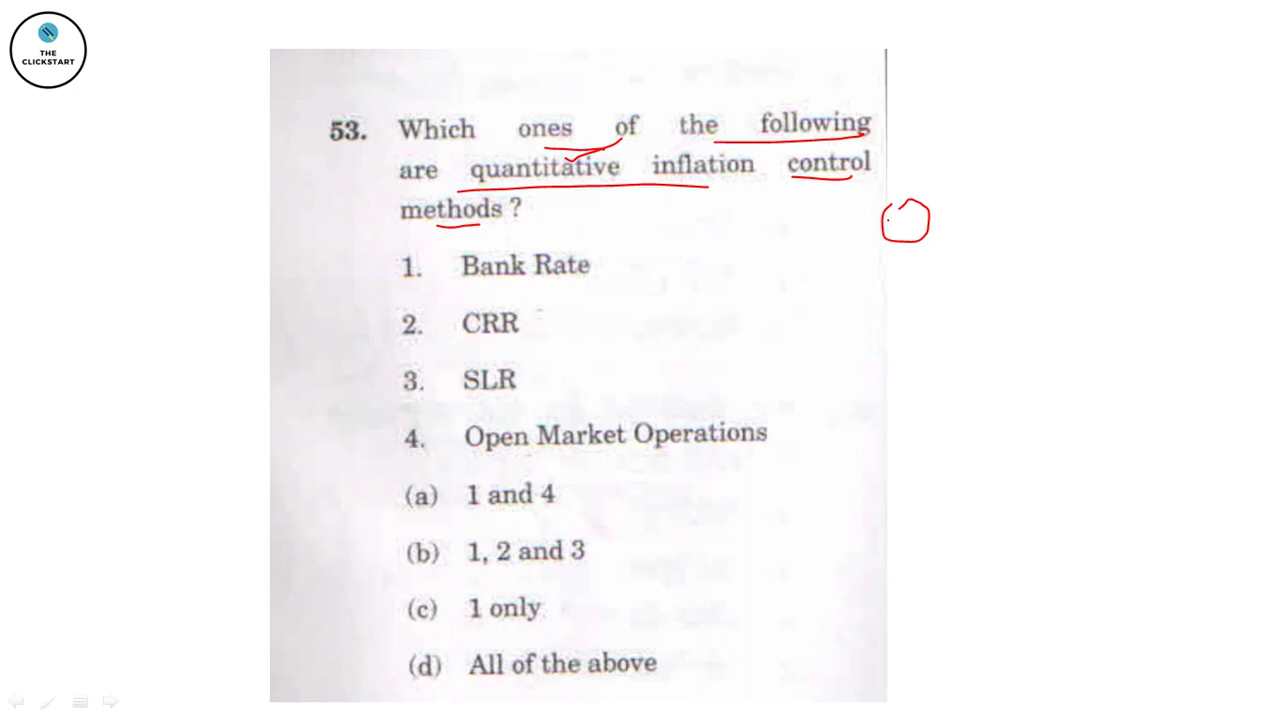 THE
CLICKSTART
53. Which ones of the following
are quantitative inflation control
methods ?
1. Bank Rate
2. CRR
3. SLR
4. Open Market Operations
(a) 1 and 4
(b) 1, 2 and 3
(c) 1 only
(d) All of the above